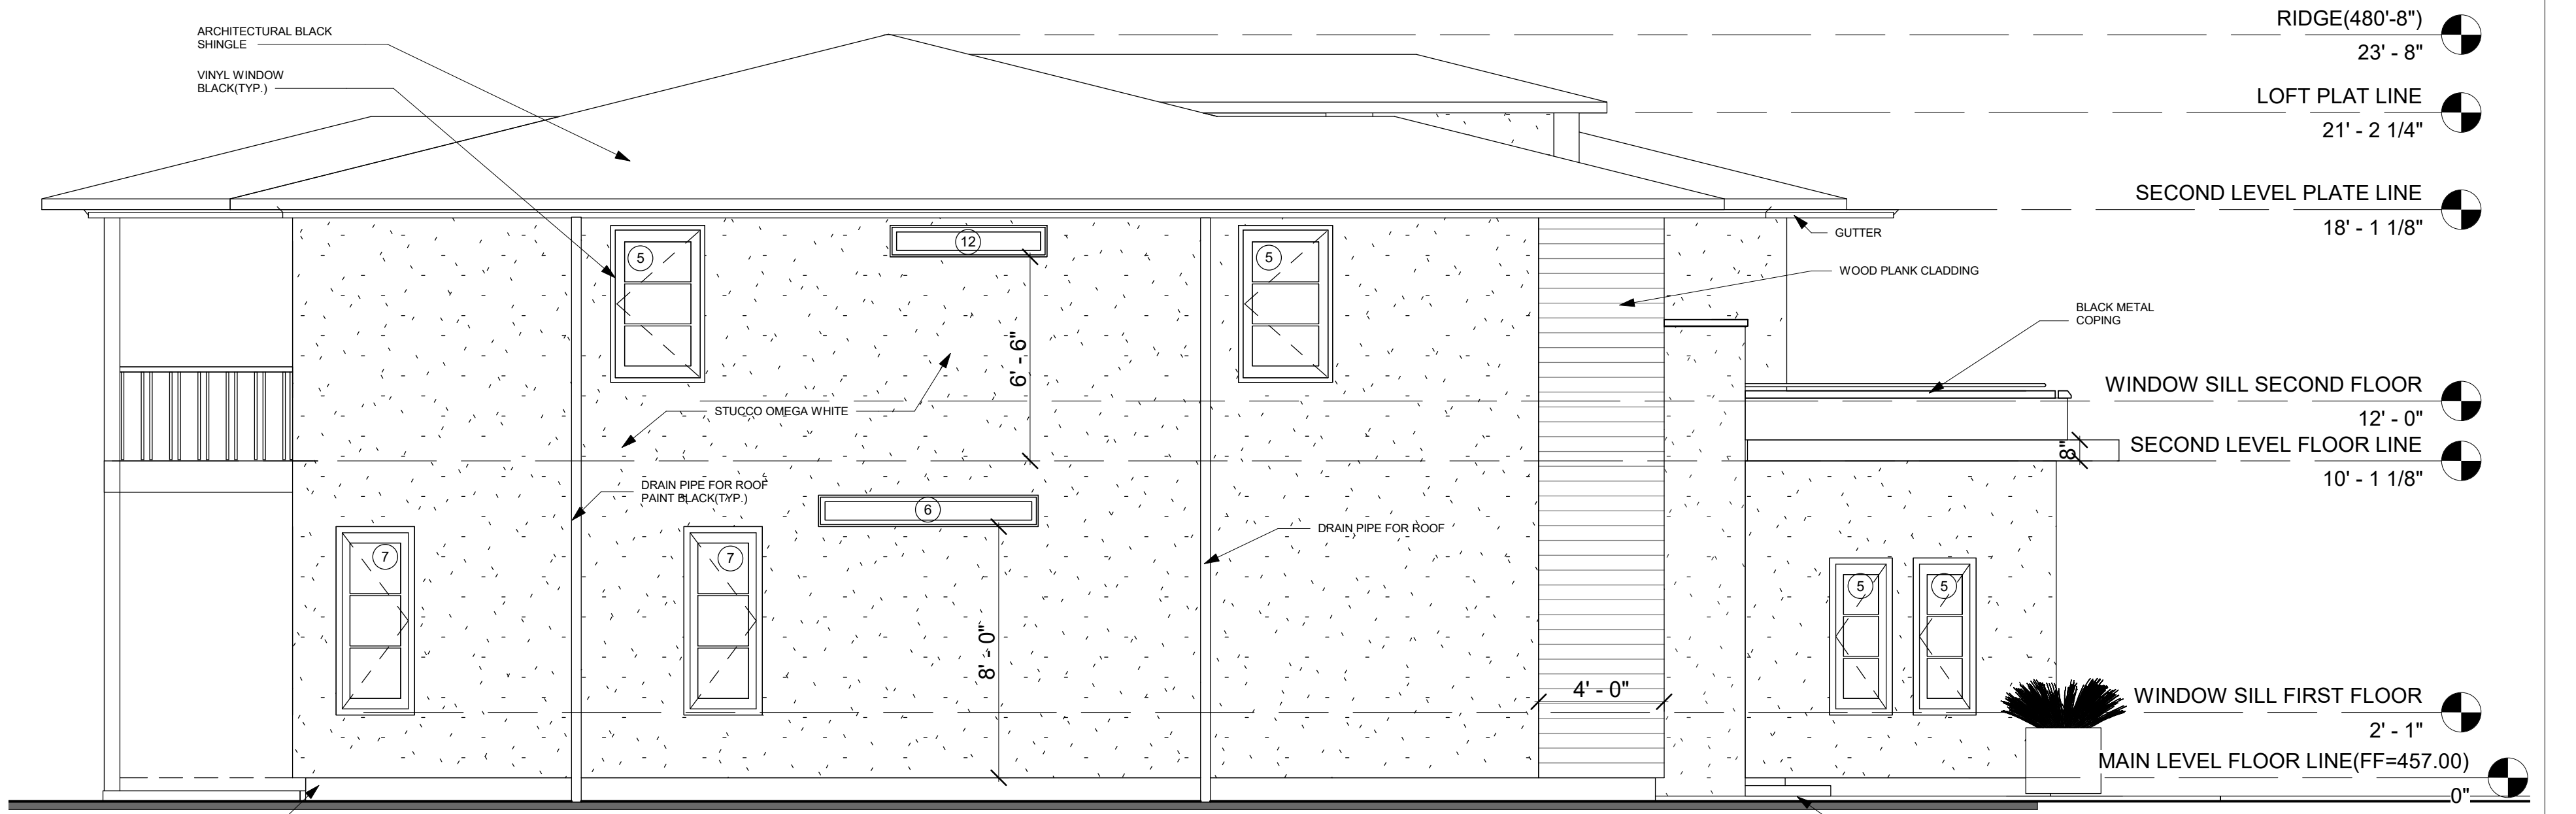 RIDGE(480'-8")
23' - 8"
ARCHITECTURAL BLACK
SHINGLE
VINYL WINDOW
BLACK(TYP.)
LOFT PLAT LINE
21' - 2 1/4"
SECOND LEVEL PLATE LINE
18' - 1 1/8"
GUTTER
12
5
5
WOOD PLANK CLADDING
BLACK METAL
COPING
6' - 6"
WINDOW SILL SECOND FLOOR
12' - 0"
STUCCO OMEGA WHITE
SECOND LEVEL FLOOR LINE
10' - 1 1/8"
8"
DRAIN PIPE FOR ROOF
PAINT BLACK(TYP.)
6
DRAIN PIPE FOR ROOF
7
7
5
5
8' - 0"
4' - 0"
WINDOW SILL FIRST FLOOR
2' - 1"
MAIN LEVEL FLOOR LINE(FF=457.00)
0"